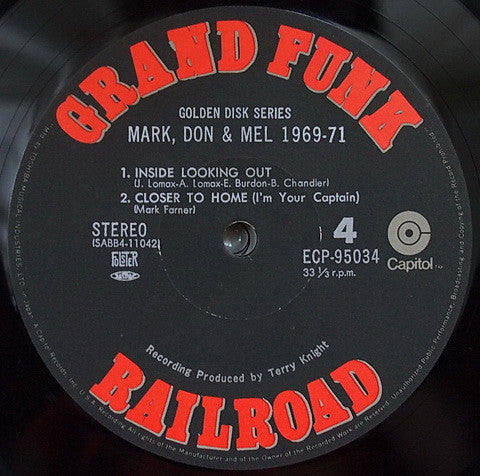 GRAND FUNK
GOLDEN DISK SERIES
MARK, DON & MEL 1969-71
1. INSIDE LOOKING OUT
(J. Lomax-A. Lomax-E. Burdon-B. Chandler)
2. CLOSER TO HOME (I'm Your Captain)
(Mark Farner)
STEREO
(SABB4-11042)
4
ECP-95034
33 1/3 r.p.m.
Capitol
Recording Produced by Terry Knight
RAILROAD